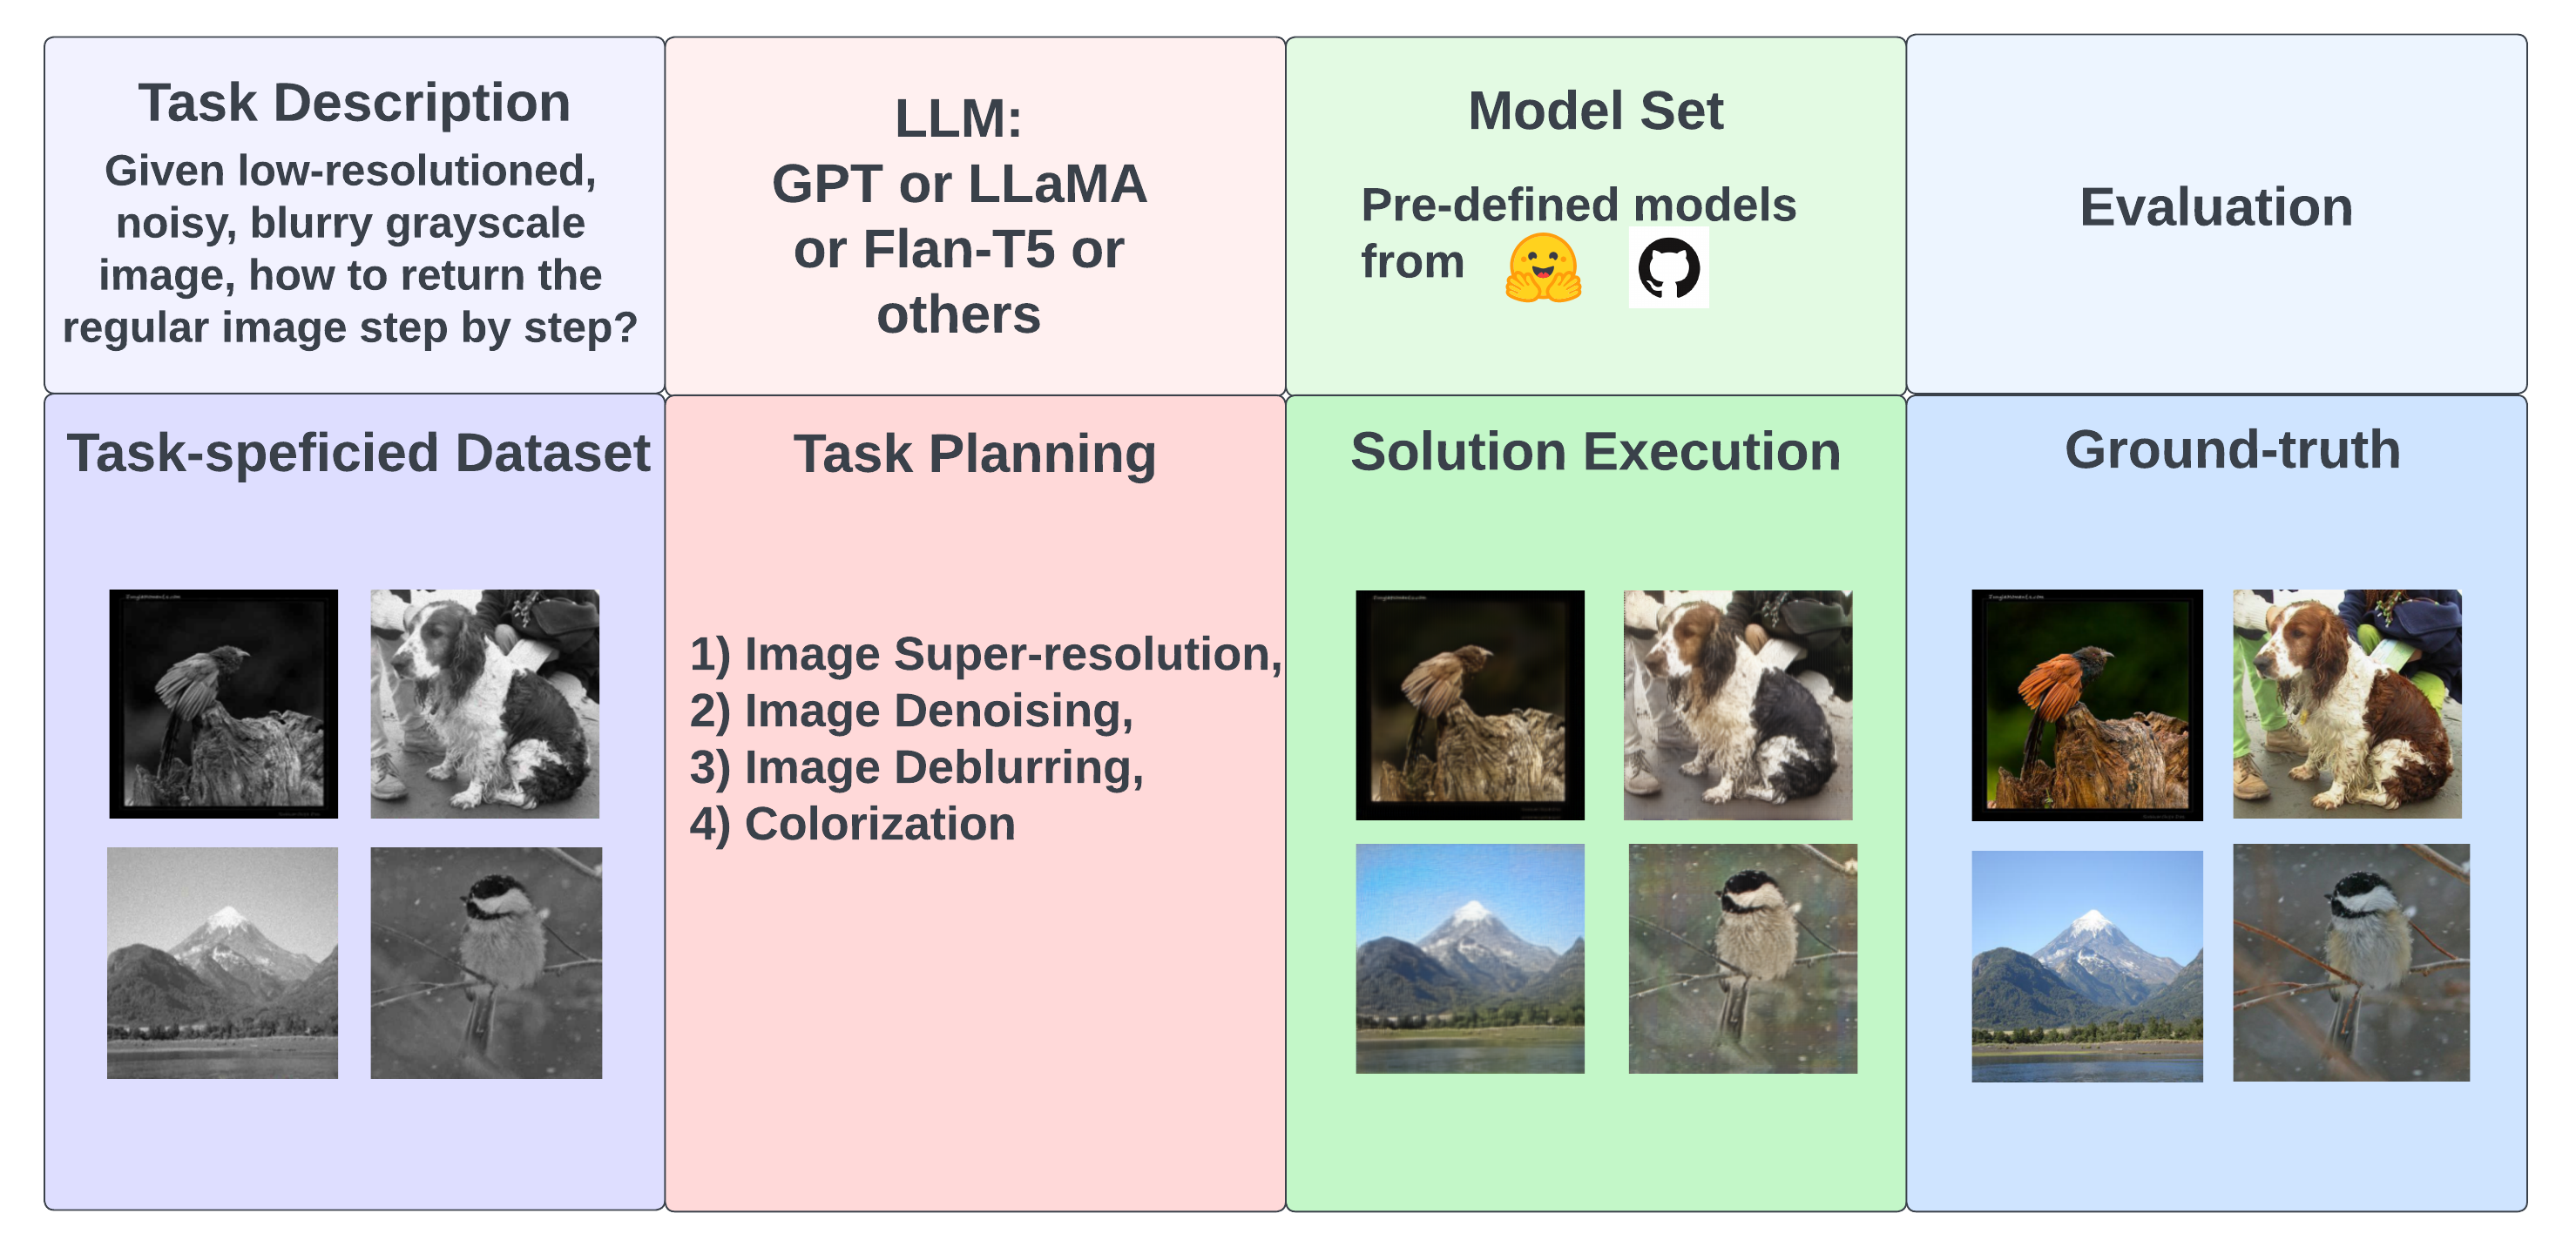 Task Description
Given low-resolutioned,
noisy, blurry grayscale
image, how to return the
regular image step by step?
LLM:
GPT or LLaMA
or Flan-T5 or
others
Model Set
Pre-defined models
from
Evaluation
Task-speficied Dataset
Task Planning
1) Image Super-resolution,
2) Image Denoising,
3) Image Deblurring,
4) Colorization
Solution Execution
Ground-truth